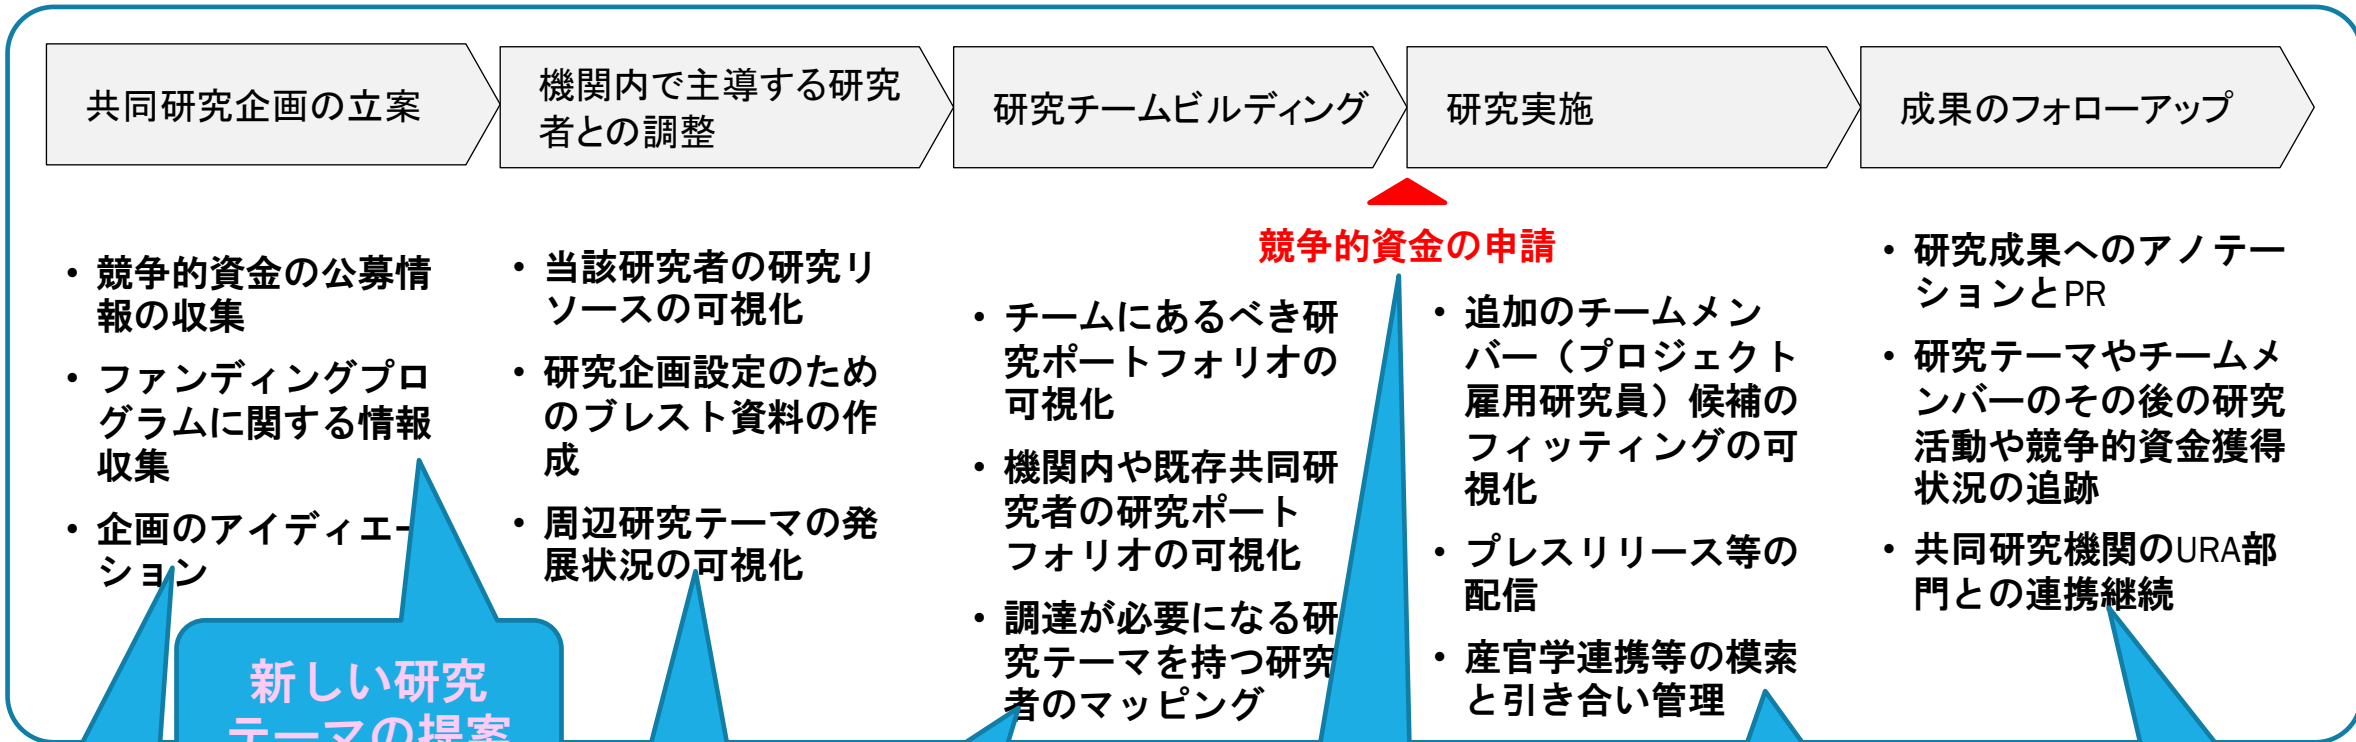 共同研究企画の立案
機関内で主導する研究
者との調整
研究チームビルディング
研究実施
成果のフォローアップ
競争的資金の申請
• 競争的資金の公募情
報の収集
• ファンディングプロ
グラムに関する情報
収集
• 企画のアイディエー
ション
• 当該研究者の研究リ
ソースの可視化
• 研究企画設定のため
のブレスト資料の作
成
• 周辺研究テーマの発
展状況の可視化
• チームにあるべき研
究ポートフォリオの
可視化
• 機関内や既存共同研
究者の研究ポート
フォリオの可視化
• 調達が必要になる研
究テーマを持つ研究
者のマッピング
• 追加のチームメン
バー（プロジェクト
雇用研究員）候補の
フィッティングの可
視化
• プレスリリース等の
配信
• 産官学連携等の模索
と引き合い管理
• 研究成果へのアノテー
ションとPR
• 研究テーマやチームメ
ンバーのその後の研究
活動や競争的資金獲得
状況の追跡
• 共同研究機関のURA部
門との連携継続
新しい研究
テーマの提案